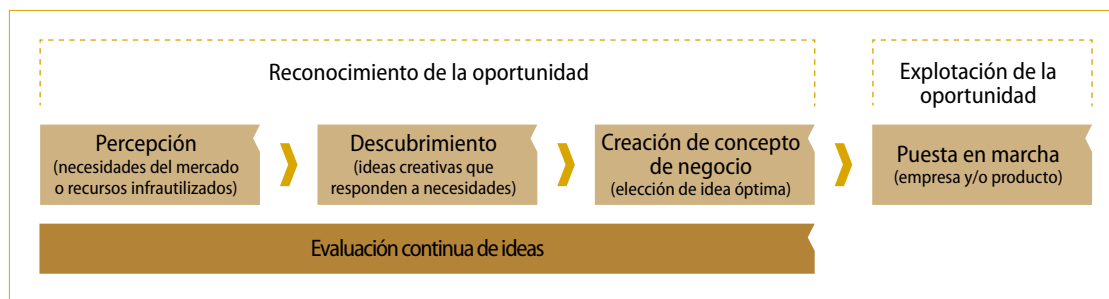 Reconocimiento de la oportunidad
Explotación de la
oportunidad
Percepción
(necesidades del mercado
o recursos infrautilizados)
Descubrimiento
(ideas creativas que
responden a necesidades)
Creación de concepto
de negocio
(elección de idea óptima)
Puesta en marcha
(empresa y/o producto)
Evaluación continua de ideas